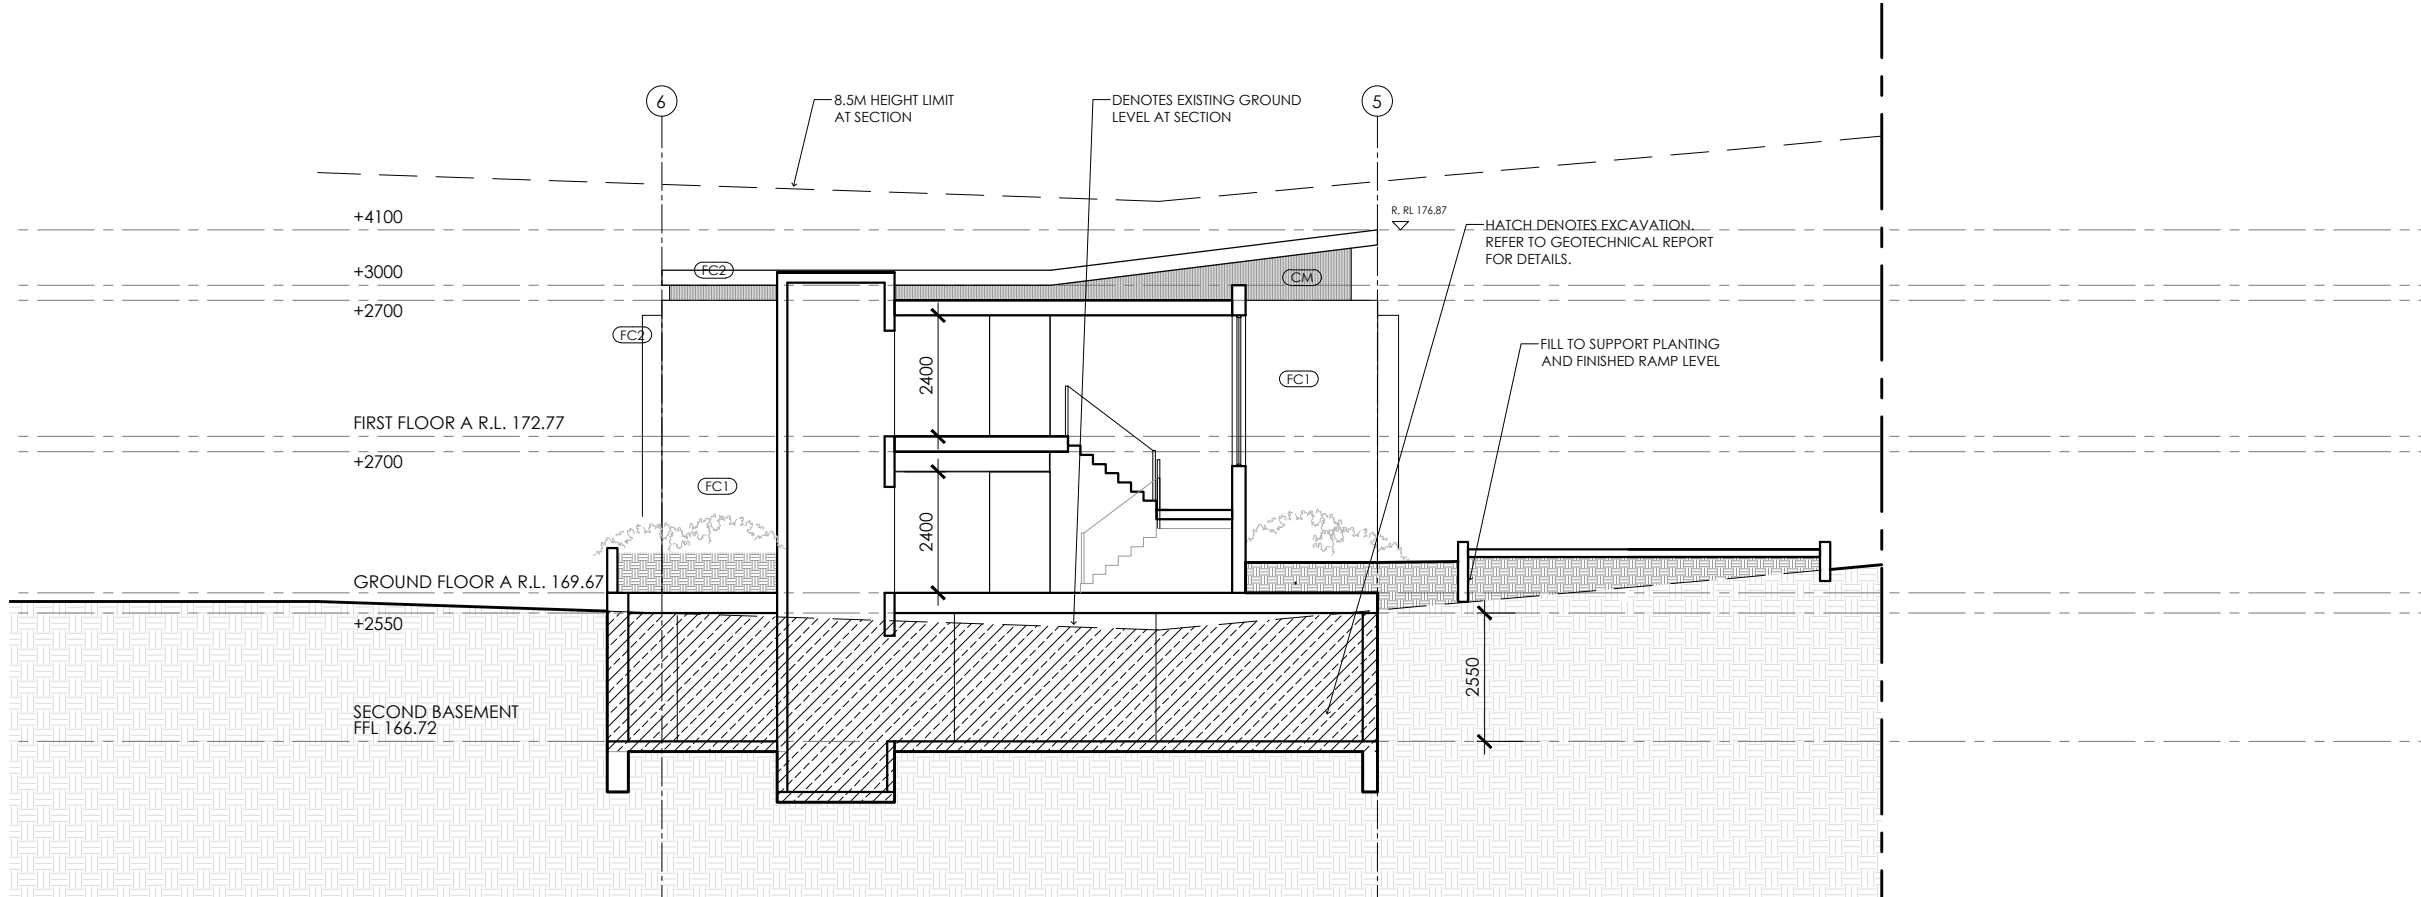 6
8.5M HEIGHT LIMIT
AT SECTION
DENOTES EXISTING GROUND
LEVEL AT SECTION
5
+4100
R. RL 176.87
HATCH DENOTES EXCAVATION.
REFER TO GEOTECHNICAL REPORT
FOR DETAILS.
+3000
FC2
CM
+2700
FC2
FILL TO SUPPORT PLANTING
AND FINISHED RAMP LEVEL
2400
FC1
FIRST FLOOR A R.L. 172.77
+2700
FC1
2400
GROUND FLOOR A R.L. 169.67
+2550
2550
SECOND BASEMENT
FFL 166.72